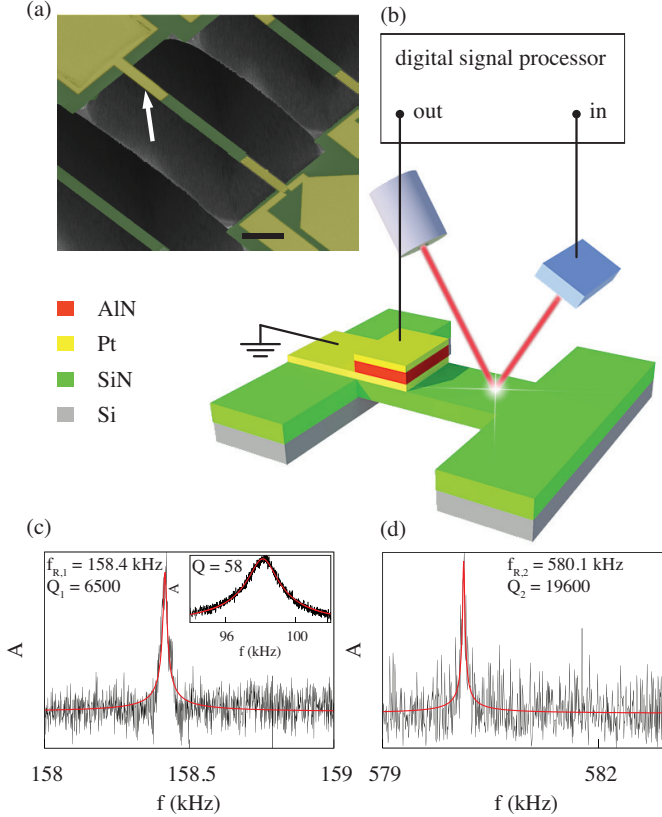 (a)
(b)
digital signal processor
out
in
AlN
Pt
SiN
Si
(c)
f_R,1 = 158.4 kHz
Q_1 = 6500
Q = 58
A
96
100
f (kHz)
A
158
158.5
159
f (kHz)
(d)
f_R,2 = 580.1 kHz
Q_2 = 19600
A
579
582
f (kHz)